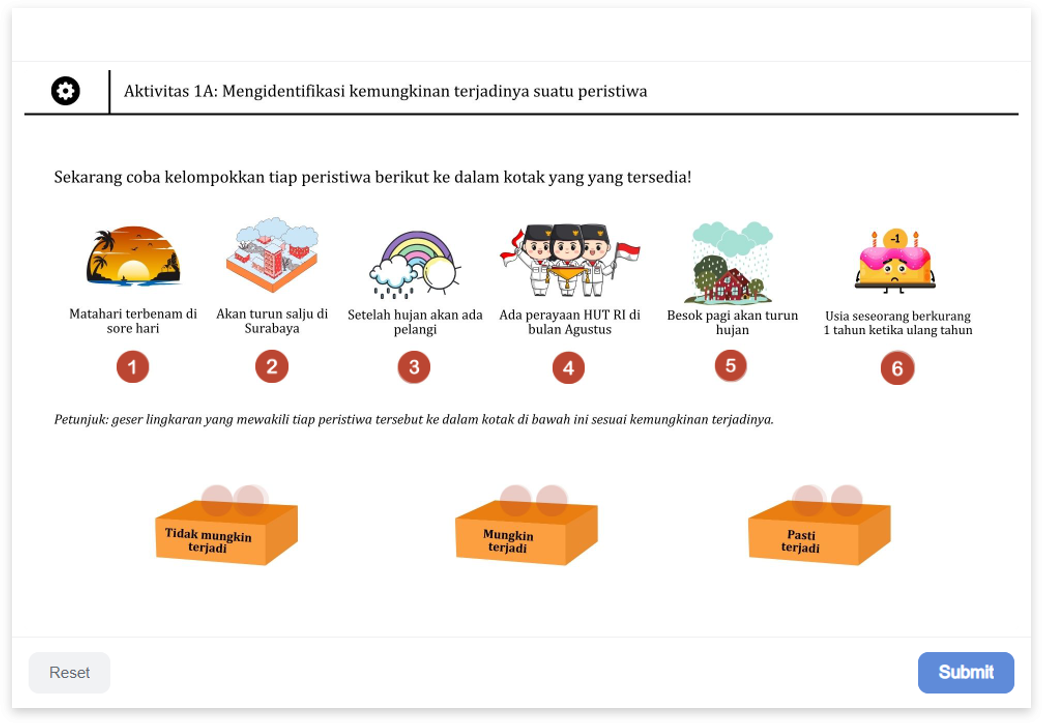 Aktivitas 1A: Mengidentifikasi kemungkinan terjadinya suatu peristiwa
Sekarang coba kelompokkan tiap peristiwa berikut ke dalam kotak yang yang tersedia!
-1
Matahari terbenam di
sore hari
Akan turun salju di
Surabaya
Setelah hujan akan ada
pelangi
Ada perayaan HUT RI di
bulan Agustus
Besok pagi akan turun
hujan
Usia seseorang berkurang
1 tahun ketika ulang tahun
1
2
3
4
5
6
Petunjuk: geser lingkaran yang mewakili tiap peristiwa tersebut ke dalam kotak di bawah ini sesuai kemungkinan terjadinya.
Tidak mungkin
terjadi
Mungkin
terjadi
Pasti
terjadi
Reset
Submit